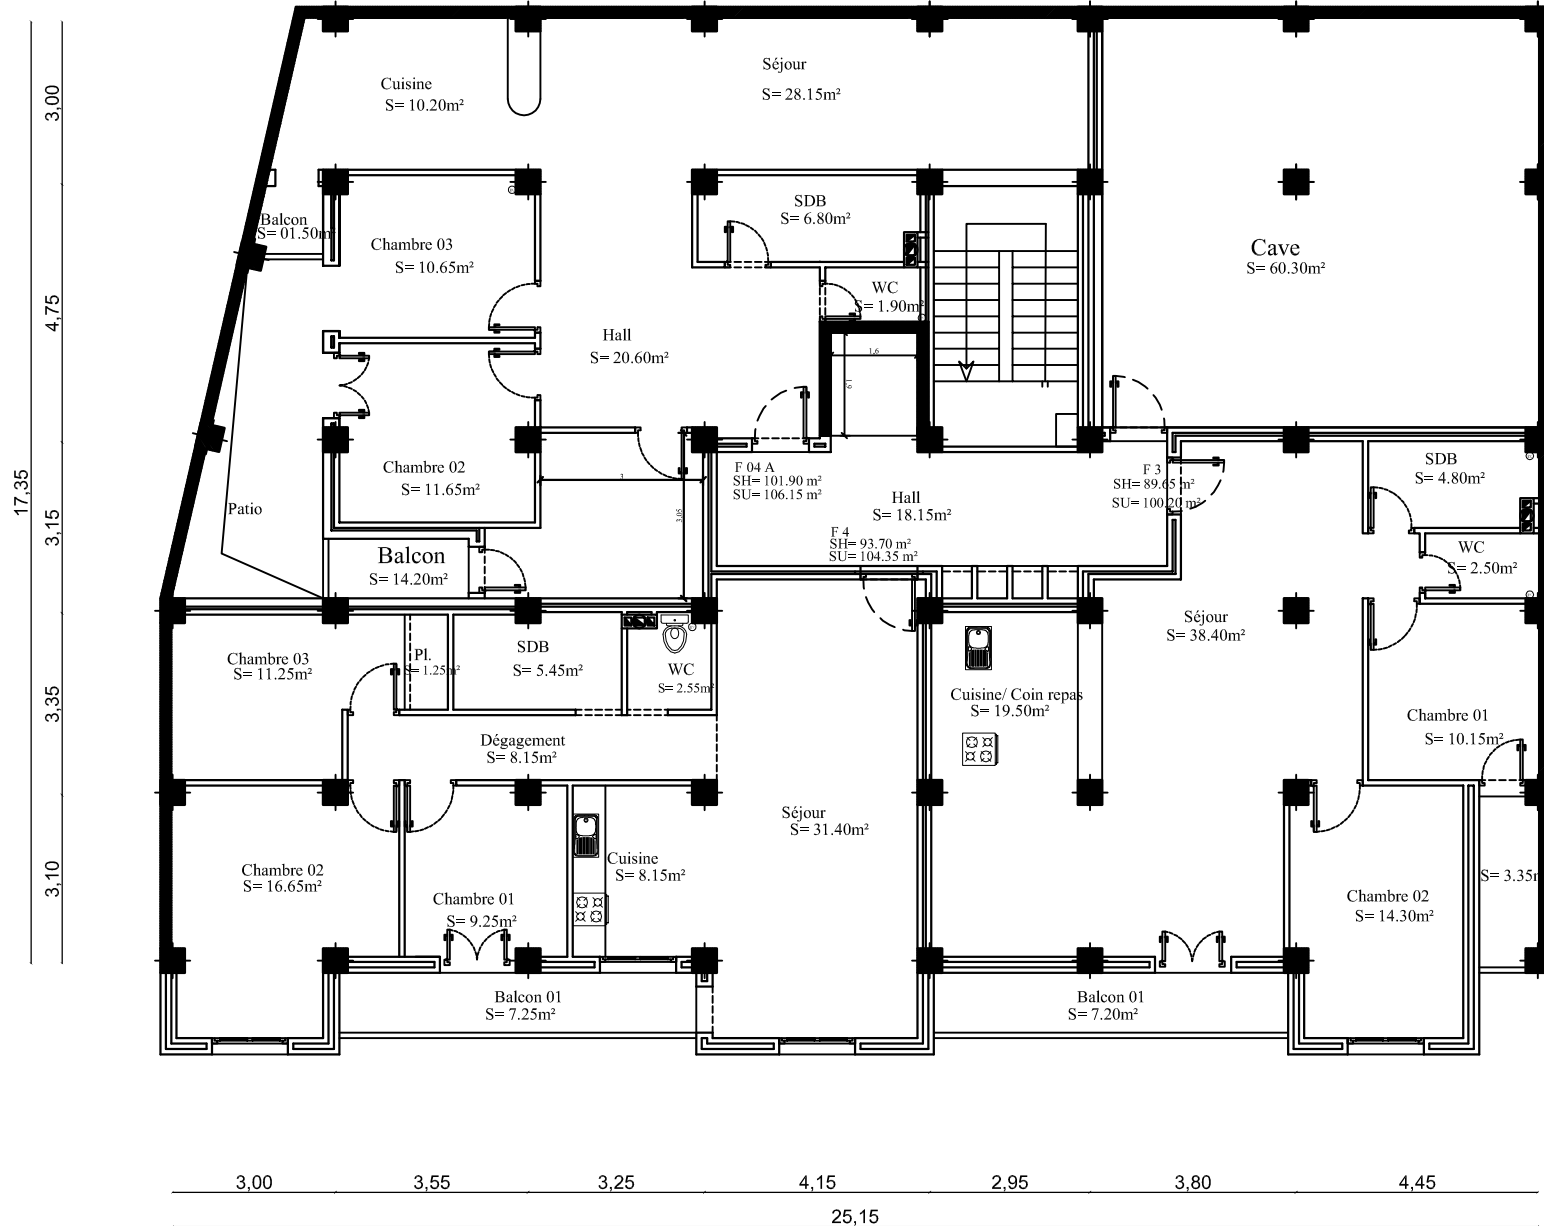 Cuisine
S= 10.20m²
Séjour
S= 28.15m²
3,00
Balcon
S= 01.50m²
Chambre 03
S= 10.65m²
SDB
S= 6.80m²
WC
S= 1.90m²
Cave
S= 60.30m²
4,75
Hall
S= 20.60m²
1,6
1,9
Chambre 02
S= 11.65m²
3
3,05
F 04 A
SH= 101.90 m²
SU= 106.15 m²
Hall
S= 18.15m²
F 3
SH= 89.65 m²
SU= 100.20 m²
SDB
S= 4.80m²
17,35
3,15
Patio
F 4
SH= 93.70 m²
SU= 104.35 m²
Balcon
S= 14.20m²
WC
S= 2.50m²
Séjour
S= 38.40m²
Chambre 03
S= 11.25m²
Pl.
S= 1.25m²
SDB
S= 5.45m²
WC
S= 2.55m²
3,35
Cuisine/ Coin repas
S= 19.50m²
Chambre 01
S= 10.15m²
Dégagement
S= 8.15m²
Séjour
S= 31.40m²
3,10
Chambre 02
S= 16.65m²
Cuisine
S= 8.15m²
Chambre 01
S= 9.25m²
S= 3.35m
Chambre 02
S= 14.30m²
Balcon 01
S= 7.25m²
Balcon 01
S= 7.20m²
3,00
3,55
3,25
4,15
2,95
3,80
4,45
25,15